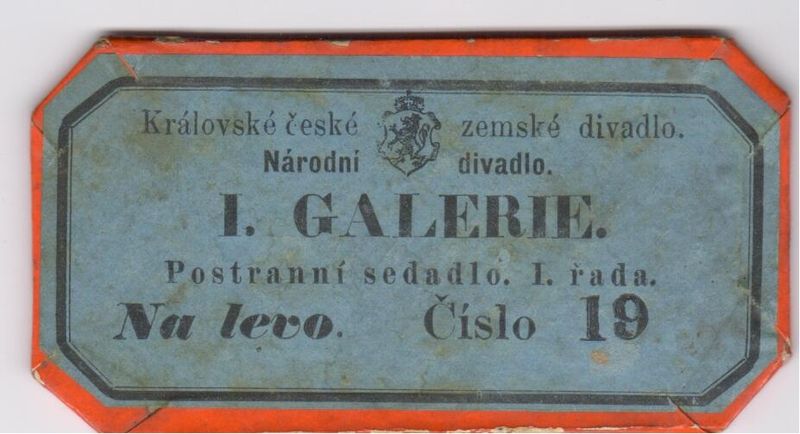 Královské české zemské divadlo.
Národní divadlo.
I. GALERIE.
Postranní sedadlo. I. řada.
Na levo. Číslo 19